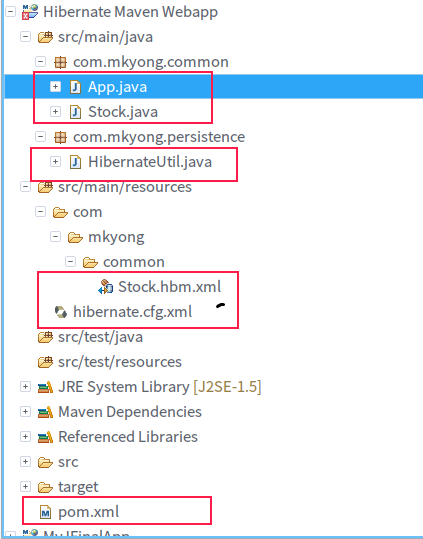 Hibernate Maven Webapp
src/main/java
com.mkyong.common
App.java
Stock.java
com.mkyong.persistence
HibernateUtil.java
src/main/resources
com
mkyong
common
Stock.hbm.xml
hibernate.cfg.xml
src/test/java
src/test/resources
JRE System Library [J2SE-1.5]
Maven Dependencies
Referenced Libraries
src
target
pom.xml